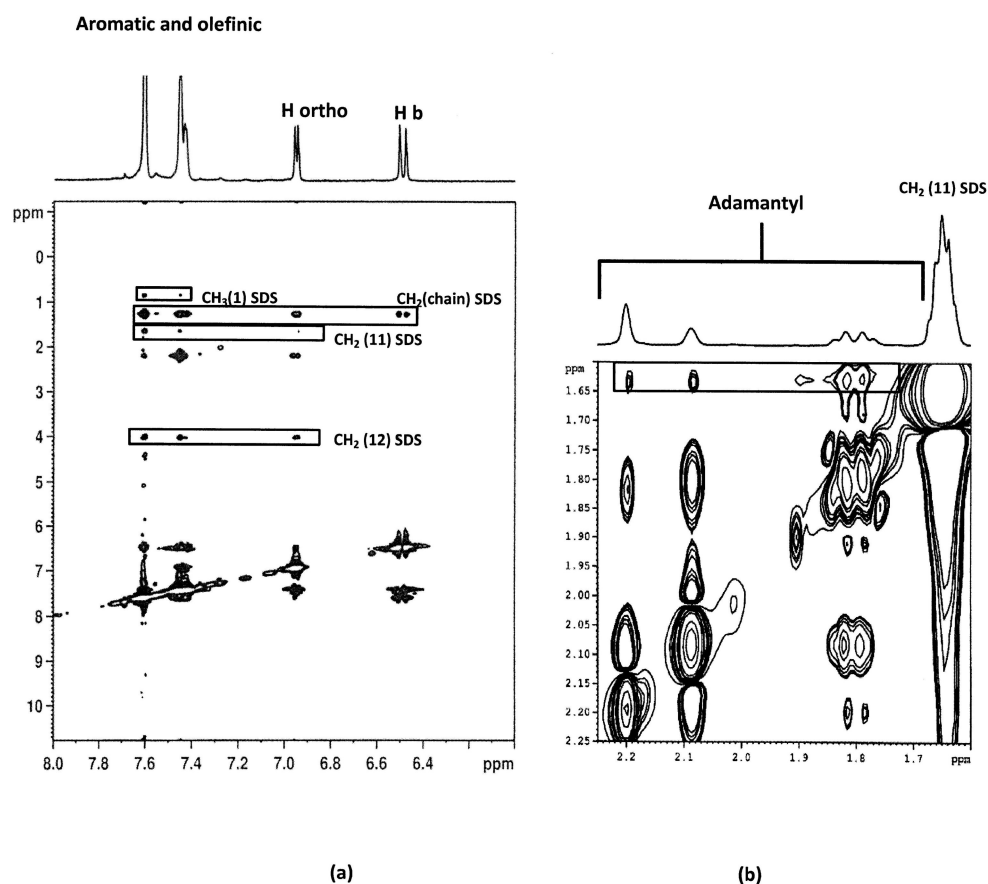 Aromatic and olefinic
H ortho
H b
ppm
0
1
2
3
4
5
6
7
8
9
10
CH₃(1) SDS
CH₂(chain) SDS
CH₂ (11) SDS
CH₂ (12) SDS
8.0 7.8 7.6 7.4 7.2 7.0 6.8 6.6 6.4 ppm
(a)
CH₂ (11) SDS
Adamantyl
ppm
1.65
1.70
1.75
1.80
1.85
1.90
1.95
2.00
2.05
2.10
2.15
2.20
2.25
2.2 2.1 2.0 1.9 1.8 1.7 ppm
(b)